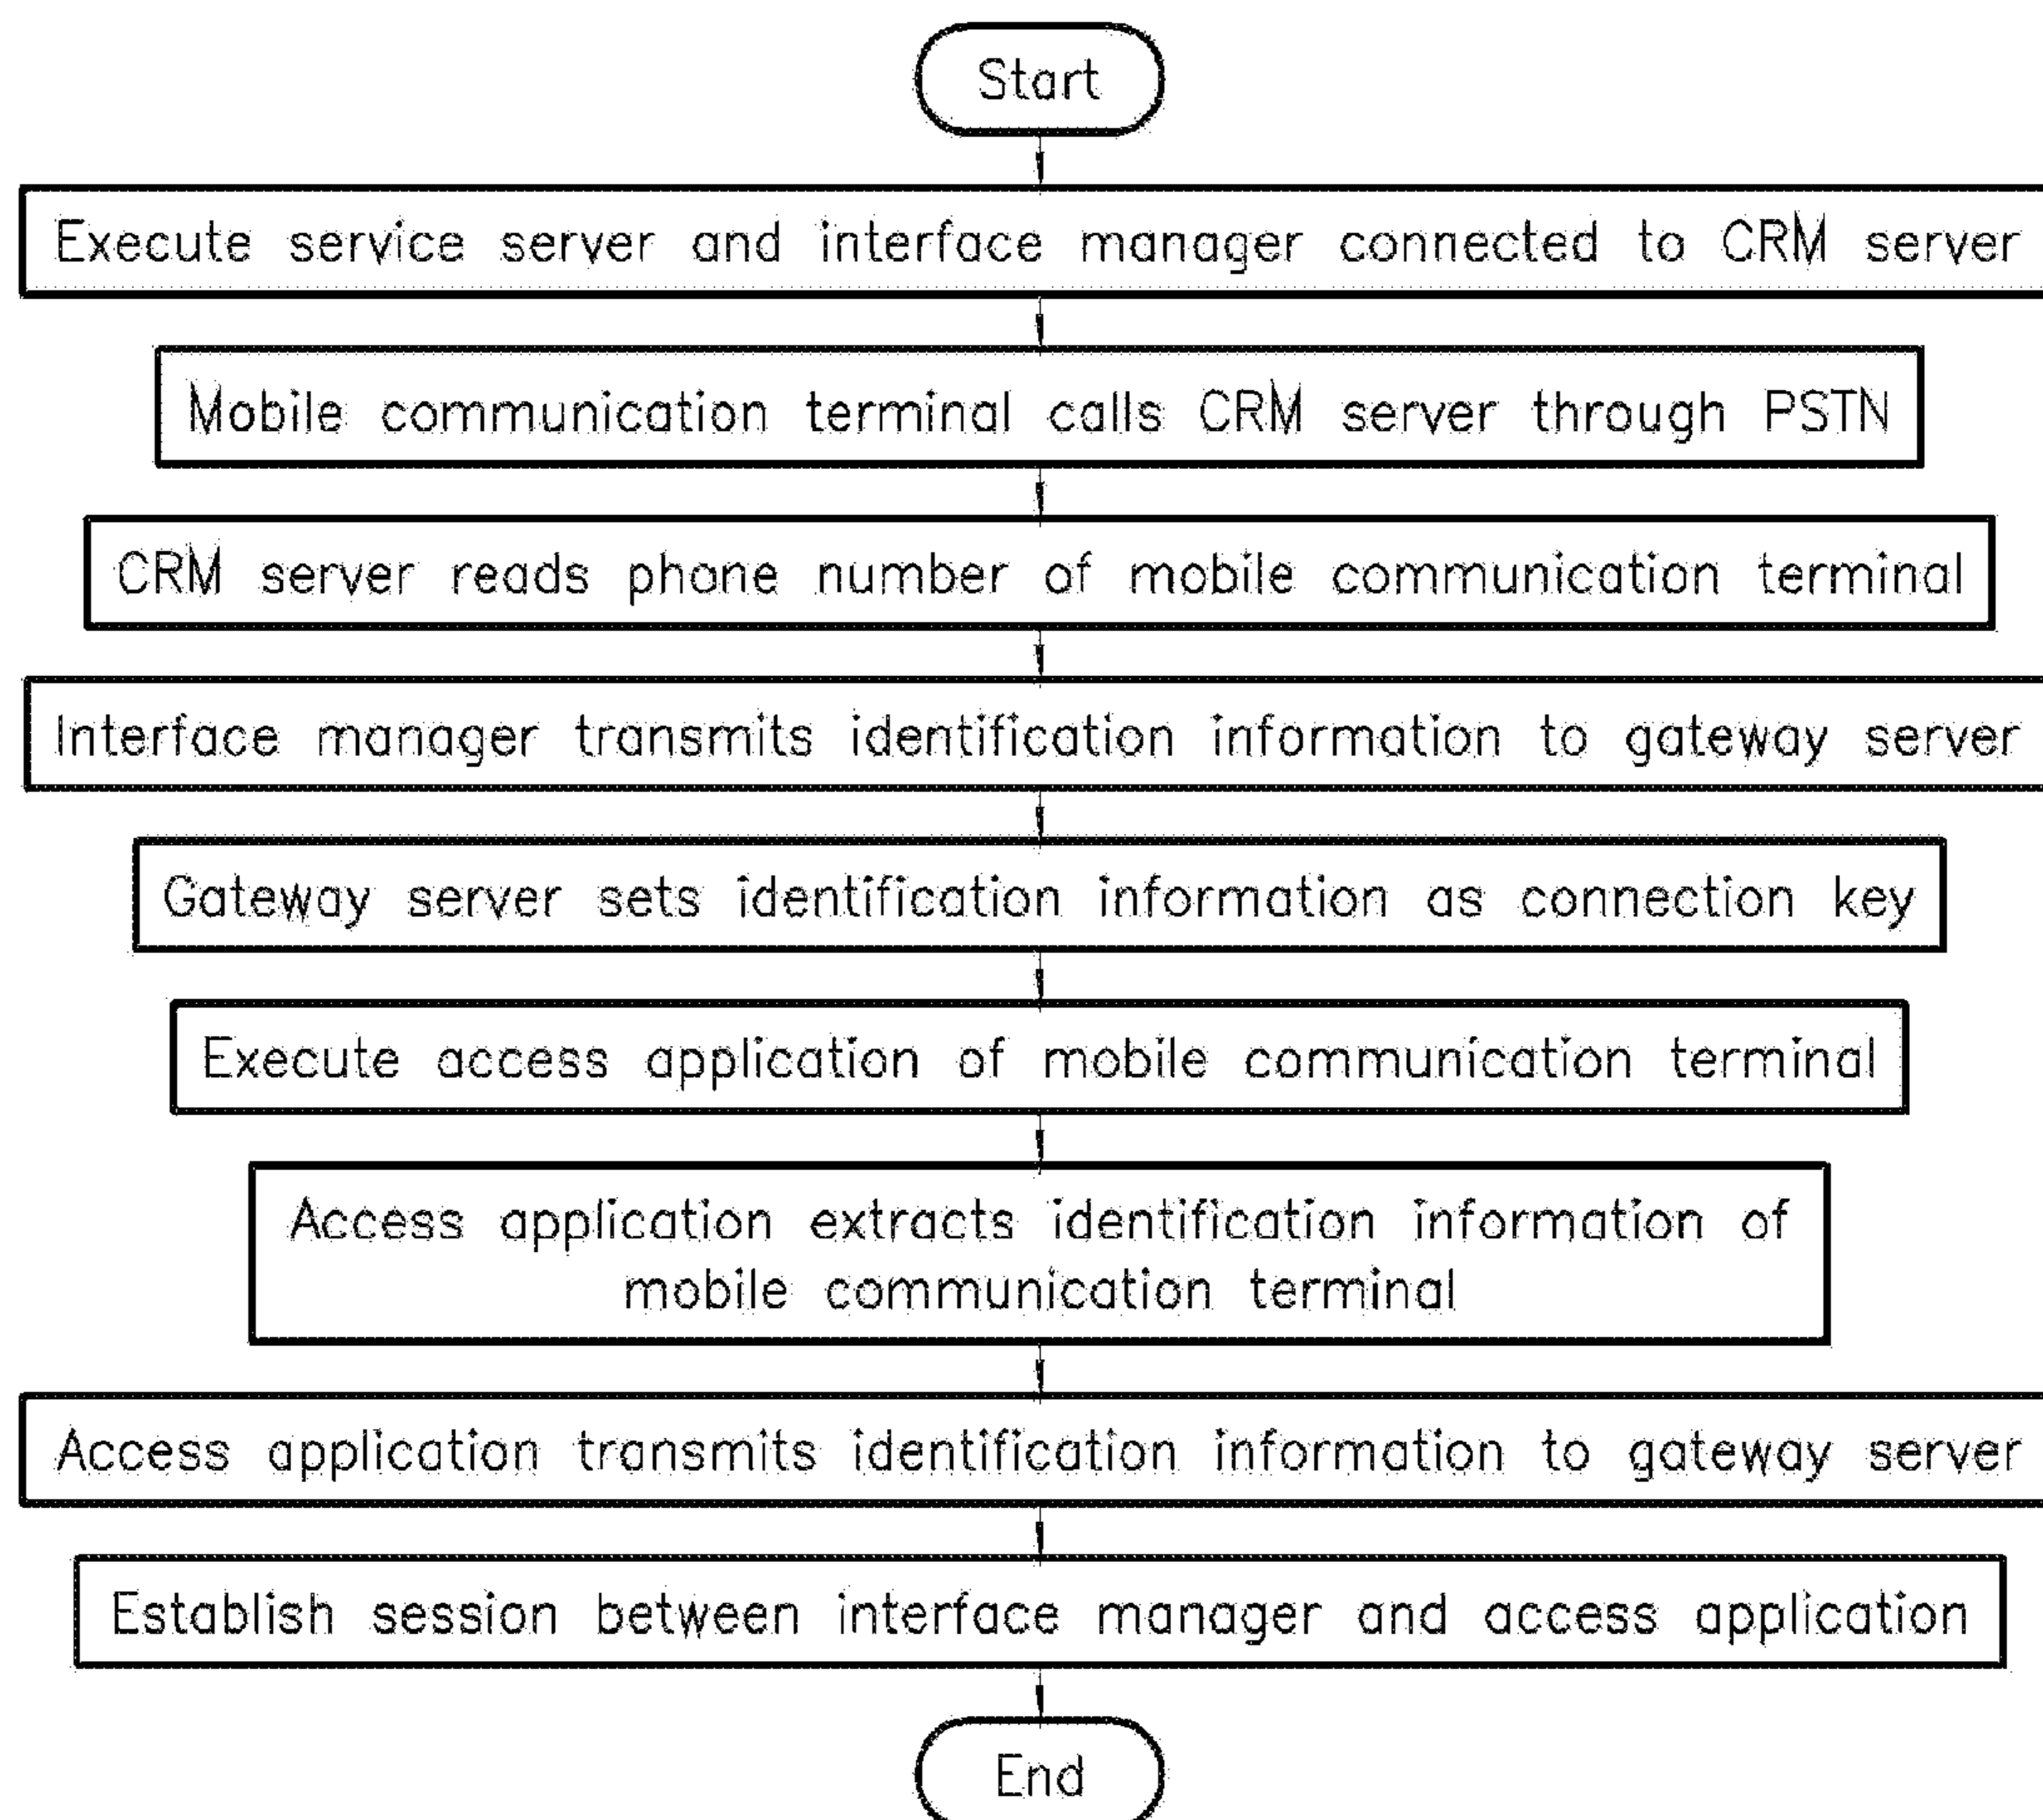 Start
Execute service server and interface manager connected to CRM server
Mobile communication terminal calls CRM server through PSTN
CRM server reads phone number of mobile communication terminal
Interface manager transmits identification information to gateway server
Gateway server sets identification information as connection key
Execute access application of mobile communication terminal
Access application extracts identification information of
mobile communication terminal
Access application transmits identification information to gateway server
Establish session between interface manager and access application
End